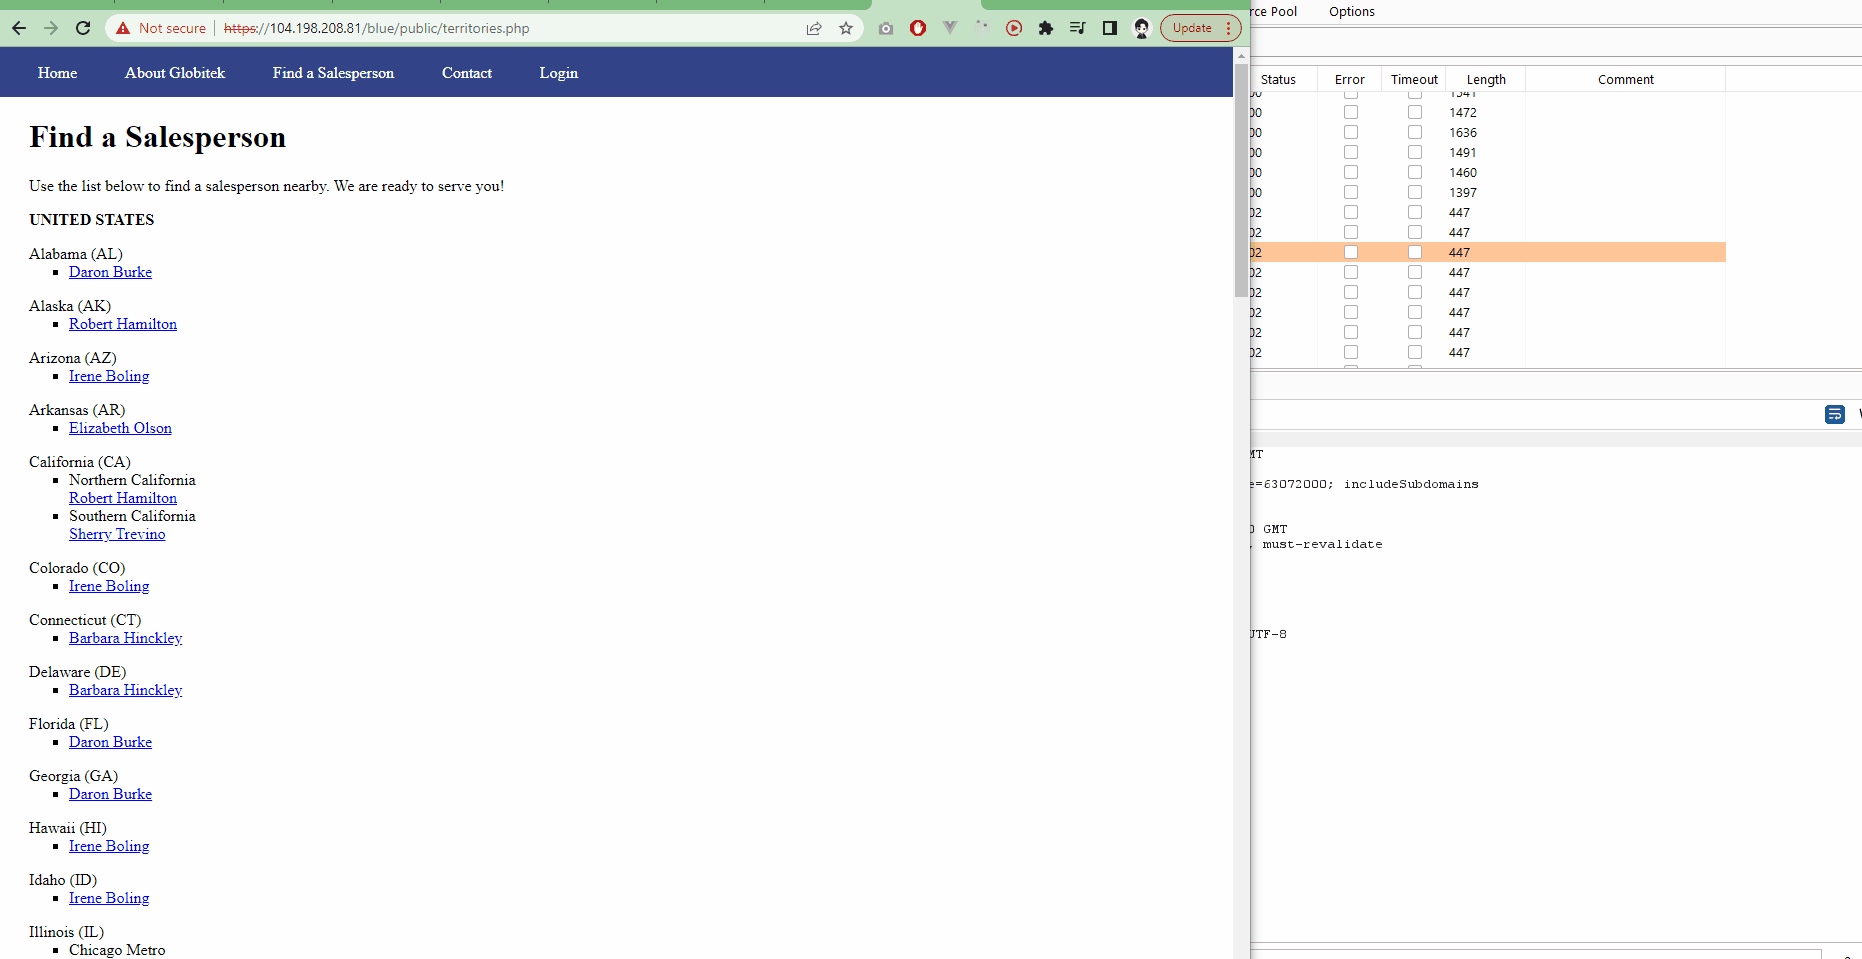 Not secure https://104.198.208.81/blue/public/territories.php Update
Home About Globitek Find a Salesperson Contact Login
Find a Salesperson
Use the list below to find a salesperson nearby. We are ready to serve you!
UNITED STATES
Alabama (AL)
Daron Burke
Alaska (AK)
Robert Hamilton
Arizona (AZ)
Irene Boling
Arkansas (AR)
Elizabeth Olson
California (CA)
Northern California
Robert Hamilton
Southern California
Sherry Trevino
Colorado (CO)
Irene Boling
Connecticut (CT)
Barbara Hinckley
Delaware (DE)
Barbara Hinckley
Florida (FL)
Daron Burke
Georgia (GA)
Daron Burke
Hawaii (HI)
Irene Boling
Idaho (ID)
Irene Boling
Illinois (IL)
Chicago Metro
Pool Options
Status Error Timeout Length Comment
00 1541
00 1472
00 1636
00 1491
00 1460
00 1397
02 447
02 447
02 447
02 447
02 447
02 447
02 447
02 447
MT
e=63072000; includeSubdomains
GMT
, must-revalidate
UTF-8